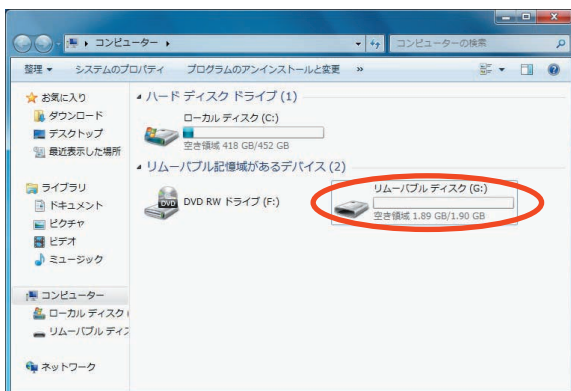 コンピューター
コンピューターの検索
整理
システムのプロパティ
プログラムのアンインストールと変更
»
お気に入り
ダウンロード
デスクトップ
最近表示した場所
ライブラリ
ドキュメント
ピクチャ
ビデオ
ミュージック
コンピューター
ローカル ディスク (
リムーバブル ディス
ネットワーク
ハード ディスク ドライブ (1)
ローカル ディスク (C:)
空き領域 418 GB/452 GB
リムーバブル記憶域があるデバイス (2)
DVD
DVD RW ドライブ (F:)
リムーバブル ディスク (G:)
空き領域 1.89 GB/1.90 GB